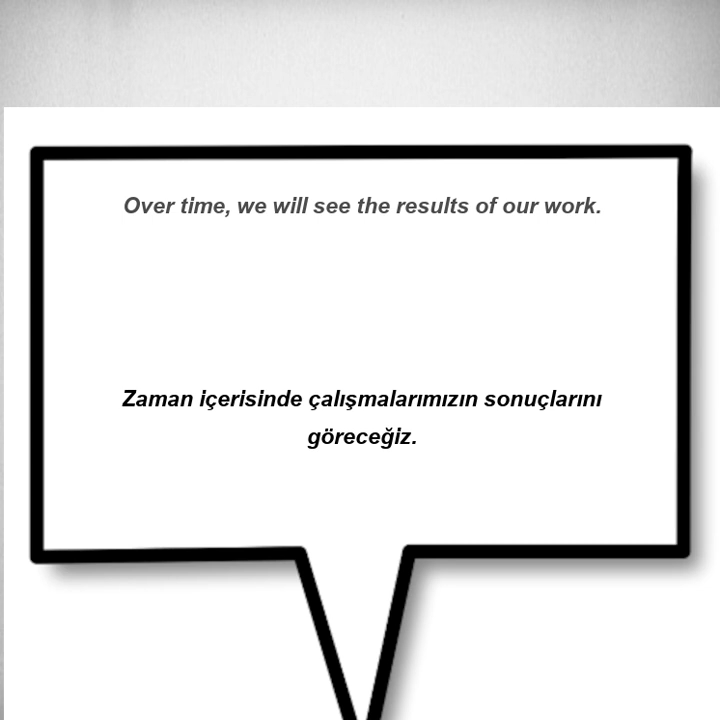 Over time, we will see the results of our work.
Zaman içerisinde çalışmalarımızın sonuçlarını
göreceğiz.